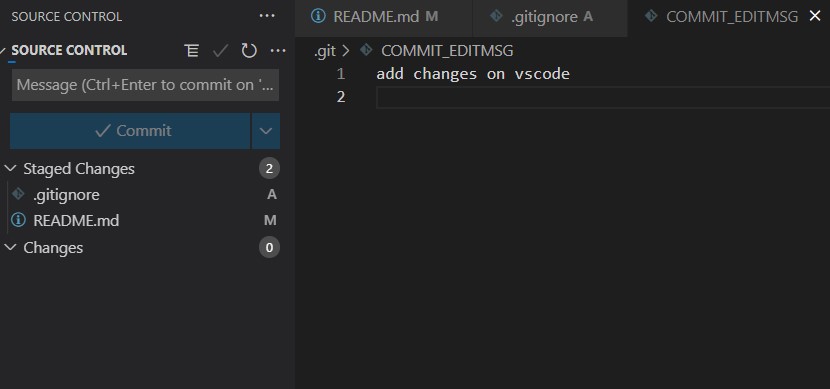 SOURCE CONTROL ...
README.md M
.gitignore A
COMMIT_EDITMSG
SOURCE CONTROL ...
.git > COMMIT_EDITMSG
Message (Ctrl+Enter to commit on '...
1 add changes on vscode
2
Commit
Staged Changes 2
.gitignore A
README.md M
Changes 0